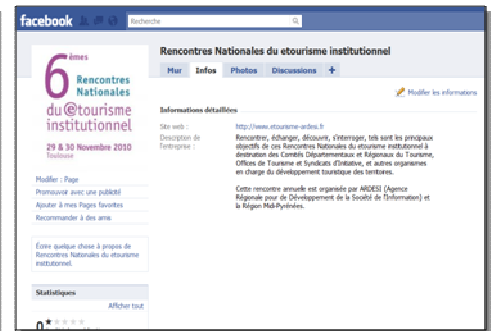 facebook
Recherche
6èmes
Rencontres
Nationales
du @tourisme
institutionnel
29 & 30 Novembre 2010
Toulouse
Modifier : Page
Promouvoir avec une publicité
Ajouter à mes Pages favorites
Recommander à des amis
Écrire quelque chose à propos de
Rencontres Nationales du etourisme
institutionnel.
Statistiques
Afficher tout
0
Rencontres Nationales du etourisme institutionnel
Mur Infos Photos Discussions +
Modifier les informations
Informations détaillées
Site web : http://www.etourisme-ardesi.fr
Description de l'entreprise : Rencontrer, échanger, découvrir, s'interroger, tels sont les principaux
objectifs de ces Rencontres Nationales du etourisme institutionnel à
destination des Comités Départementaux et Régionaux du Tourisme,
Offices de Tourisme et Syndicats d'Initiative, et autres organismes
en charge du développement touristique des territoires.
Cette rencontre annuelle est organisée par ARDESI (Agence
Régionale pour le Développement de la Société de l'Information) et
la Région Midi-Pyrénées.